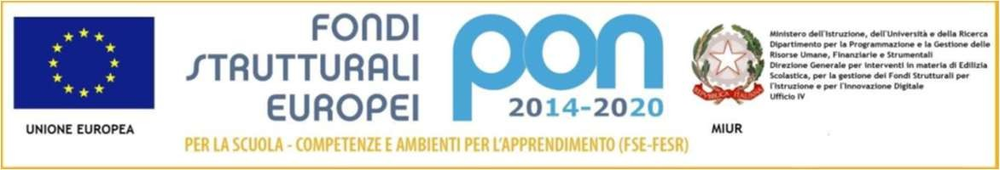 UNIONE EUROPEA
FONDI
STRUTTURALI
EUROPEI
pon
2014-2020
PER LA SCUOLA - COMPETENZE E AMBIENTI PER L'APPRENDIMENTO (FSE-FESR)
REPVBBLICA ITALIANA
MIUR
Ministero dell'Istruzione, dell'Università e della Ricerca
Dipartimento per la Programmazione e la Gestione delle
Risorse Umane, Finanziarie e Strumentali
Direzione Generale per interventi in materia di Edilizia
Scolastica, per la gestione dei Fondi Strutturali per
l'Istruzione e per l'Innovazione Digitale
Ufficio IV